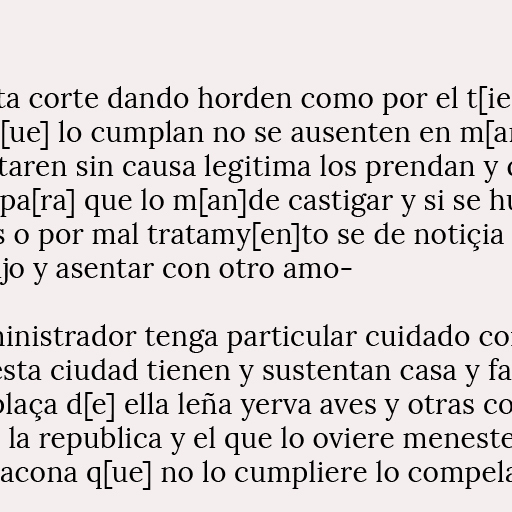 ta corte dando horden como por el t[ie
[ue] lo cumplan no se ausenten en m[an
taren sin causa legitima los prendan y
pa[ra] que lo m[an]de castigar y si se hu
s o por mal tratamy[en]to se de notiçia
jo y asentar con otro amo-

ministrador tenga particular cuidado con
esta ciudad tienen y sustentan casa y fa
plaça d[e] ella leña yerva aves y otras co
la republica y el que lo oviere meneste
acona q[ue] no lo cumpliere lo compela